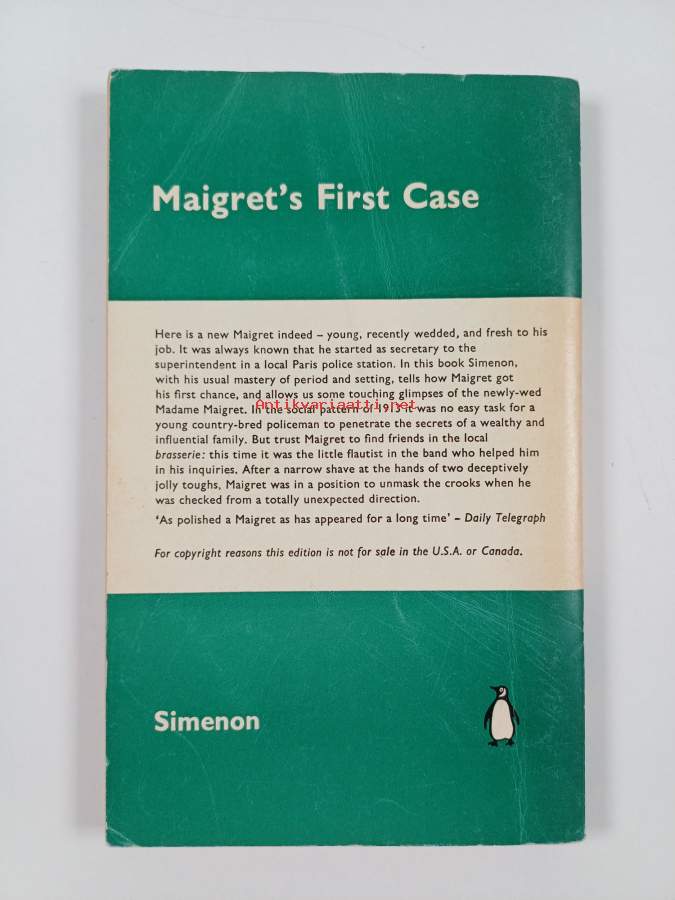 Maigret's First Case
Here is a new Maigret indeed – young, recently wedded, and fresh to his
job. It was always known that he started as secretary to the
superintendent in a local Paris police station. In this book Simenon,
with his usual mastery of period and setting, tells how Maigret got
his first chance, and allows us some touching glimpses of the newly-wed
Madame Maigret. In the social pattern of 1913 it was no easy task for a
Antikvariaatti.net
young country-bred policeman to penetrate the secrets of a wealthy and
influential family. But trust Maigret to find friends in the local
brasserie: this time it was the little flautist in the band who helped him
in his inquiries. After a narrow shave at the hands of two deceptively
jolly toughs, Maigret was in a position to unmask the crooks when he
was checked from a totally unexpected direction.
'As polished a Maigret as has appeared for a long time' – Daily Telegraph
For copyright reasons this edition is not for sale in the U.S.A. or Canada.
Simenon